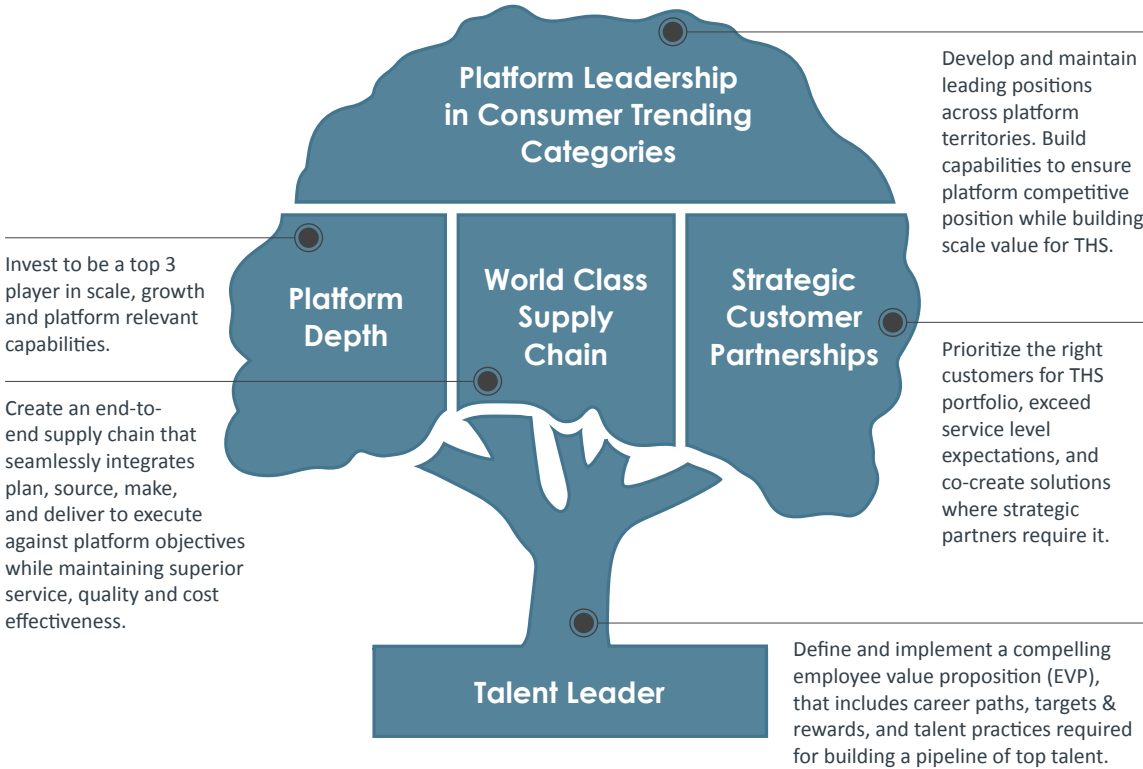 Platform Leadership
in Consumer Trending
Categories
Develop and maintain
leading positions
across platform
territories. Build
capabilities to ensure
platform competitive
position while building
scale value for THS.
Invest to be a top 3
player in scale, growth
and platform relevant
capabilities.
Platform
Depth
World Class
Supply
Chain
Strategic
Customer
Partnerships
Prioritize the right
customers for THS
portfolio, exceed
service level
expectations, and
co-create solutions
where strategic
partners require it.
Create an end-to-
end supply chain that
seamlessly integrates
plan, source, make,
and deliver to execute
against platform objectives
while maintaining superior
service, quality and cost
effectiveness.
Talent Leader
Define and implement a compelling
employee value proposition (EVP),
that includes career paths, targets &
rewards, and talent practices required
for building a pipeline of top talent.